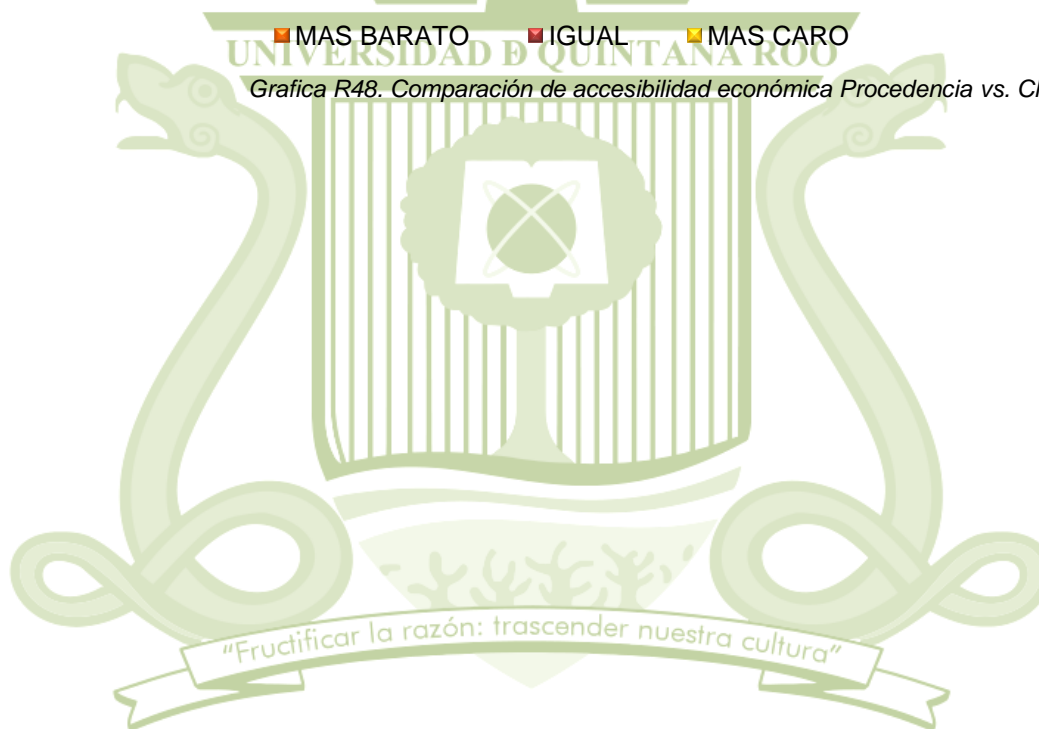 MAS BARATO IGUAL MAS CARO
UNIVERSIDAD D QUINTANA ROO
Grafica R48. Comparación de accesibilidad económica Procedencia vs.
"Fructificar la razón: trascender nuestra cultura"